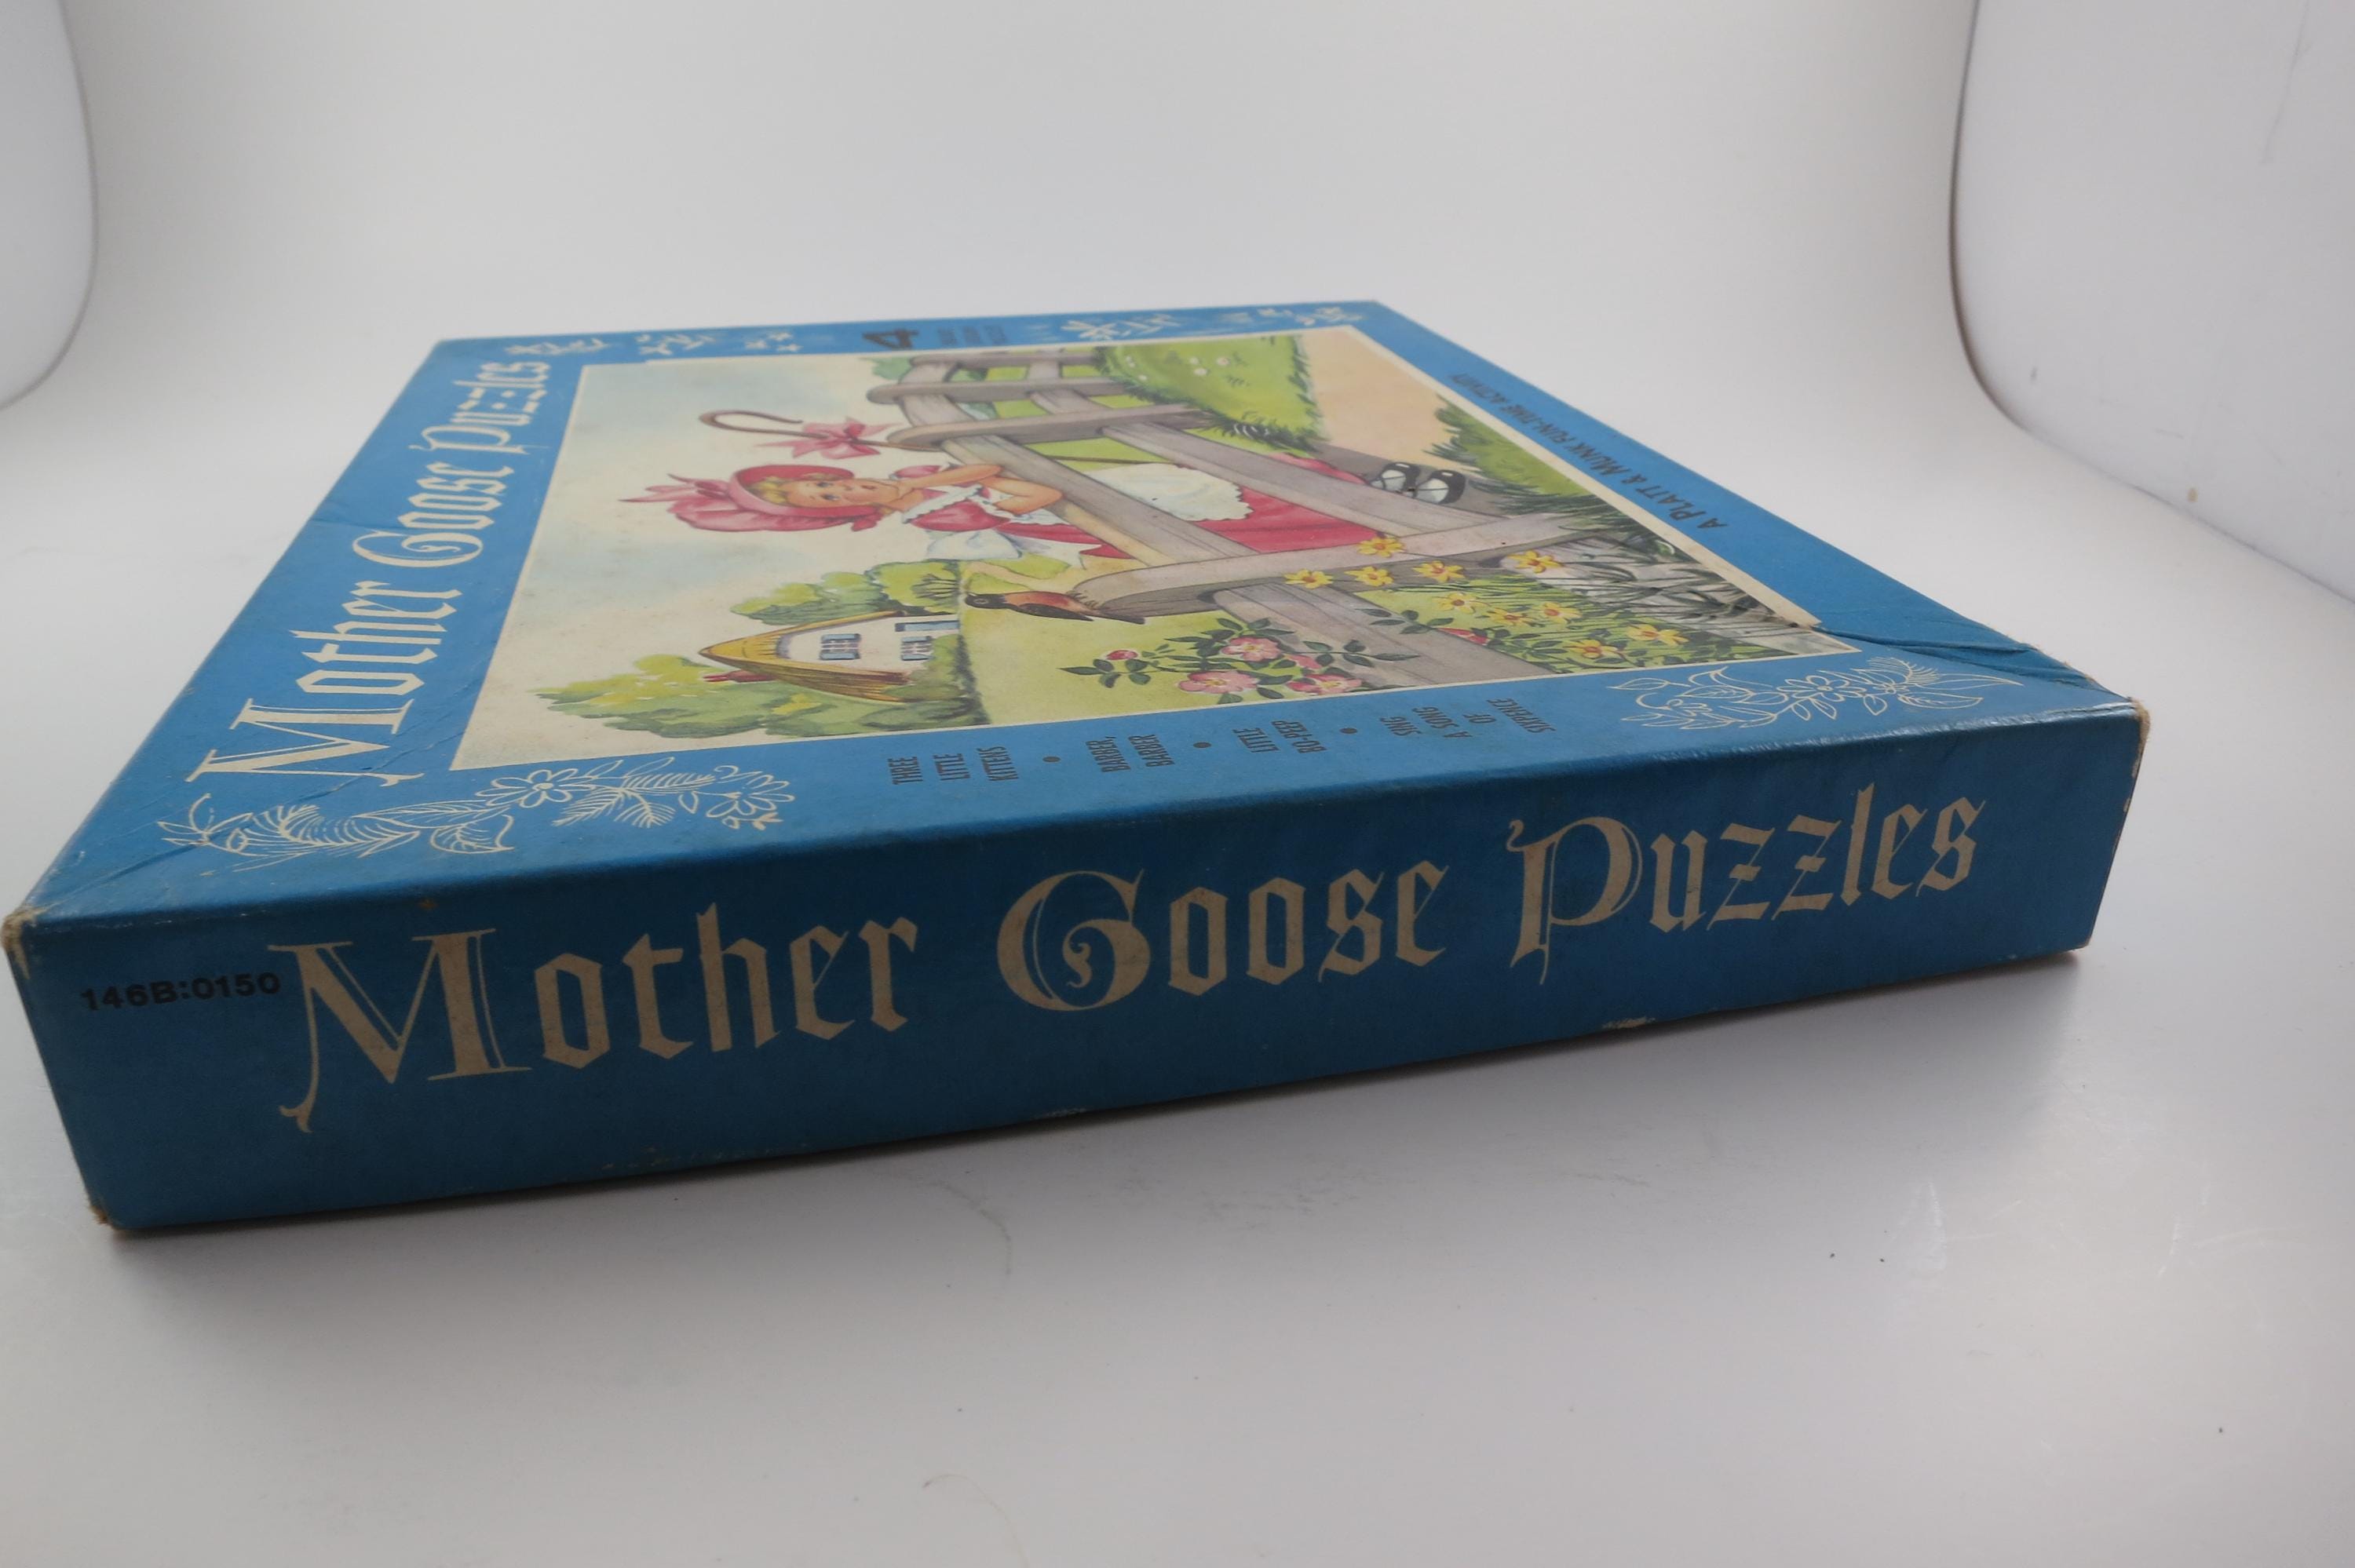 Mother Goose Puzzles
4
THREE
LITTLE
KITTENS
•
BARBER,
BARBER
•
LITTLE
BO-PEEP
•
SING
A SONG
OF
SIXPENCE
A PLATT & MUNK FUN-TIME ACTIVITY
146B:0150
Mother Goose Puzzles